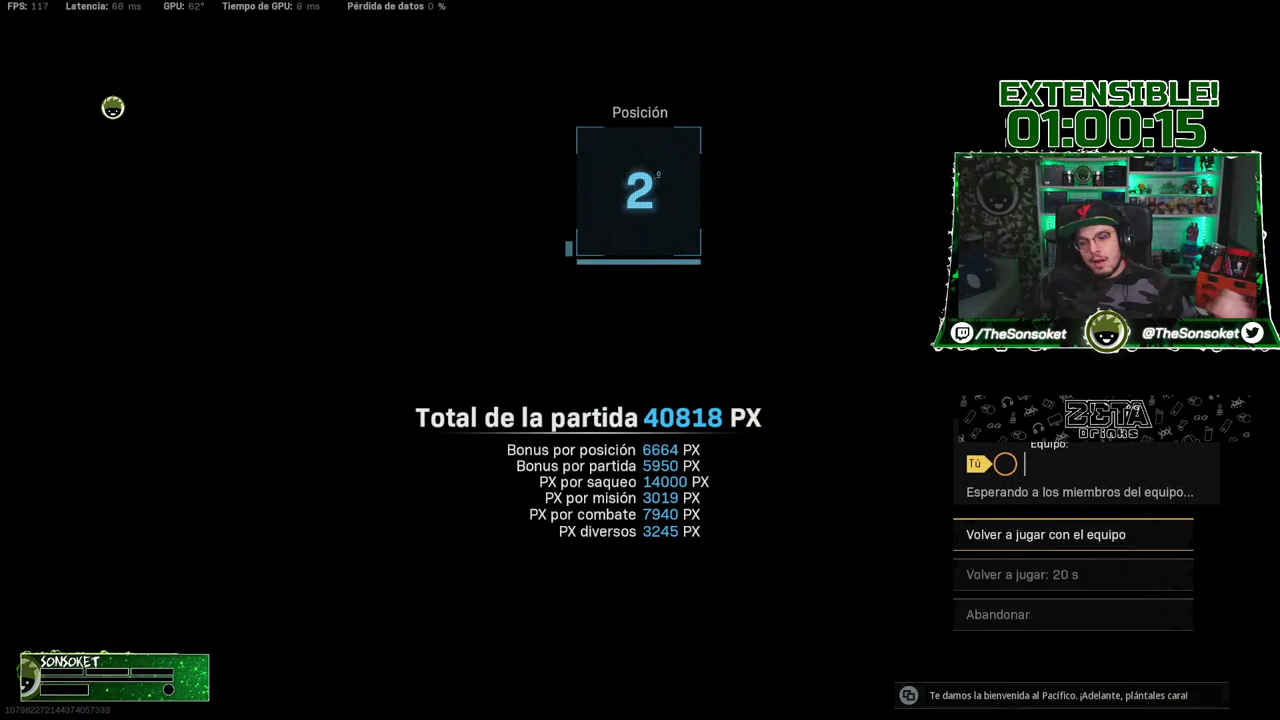 FPS: 117 Latencia: 66 ms GPU: 62° Tiempo de GPU: 8 ms Pérdida de datos 0 %
Posición
2º
EXTENSIBLE!
01:00:15
/TheSonsoket @TheSonsoket
Total de la partida 40818 PX
Bonus por posición 6664 PX
Bonus por partida 5950 PX
PX por saqueo 14000 PX
PX por misión 3019 PX
PX por combate 7940 PX
PX diversos 3245 PX
ZETA
Drinks
Equipo:
Tú
Esperando a los miembros del equipo...
Volver a jugar con el equipo
Volver a jugar: 20 s
Abandonar
SONSOKET
Te damos la bienvenida al Pacífico. ¡Adelante, plántales cara!
107982272144374057339